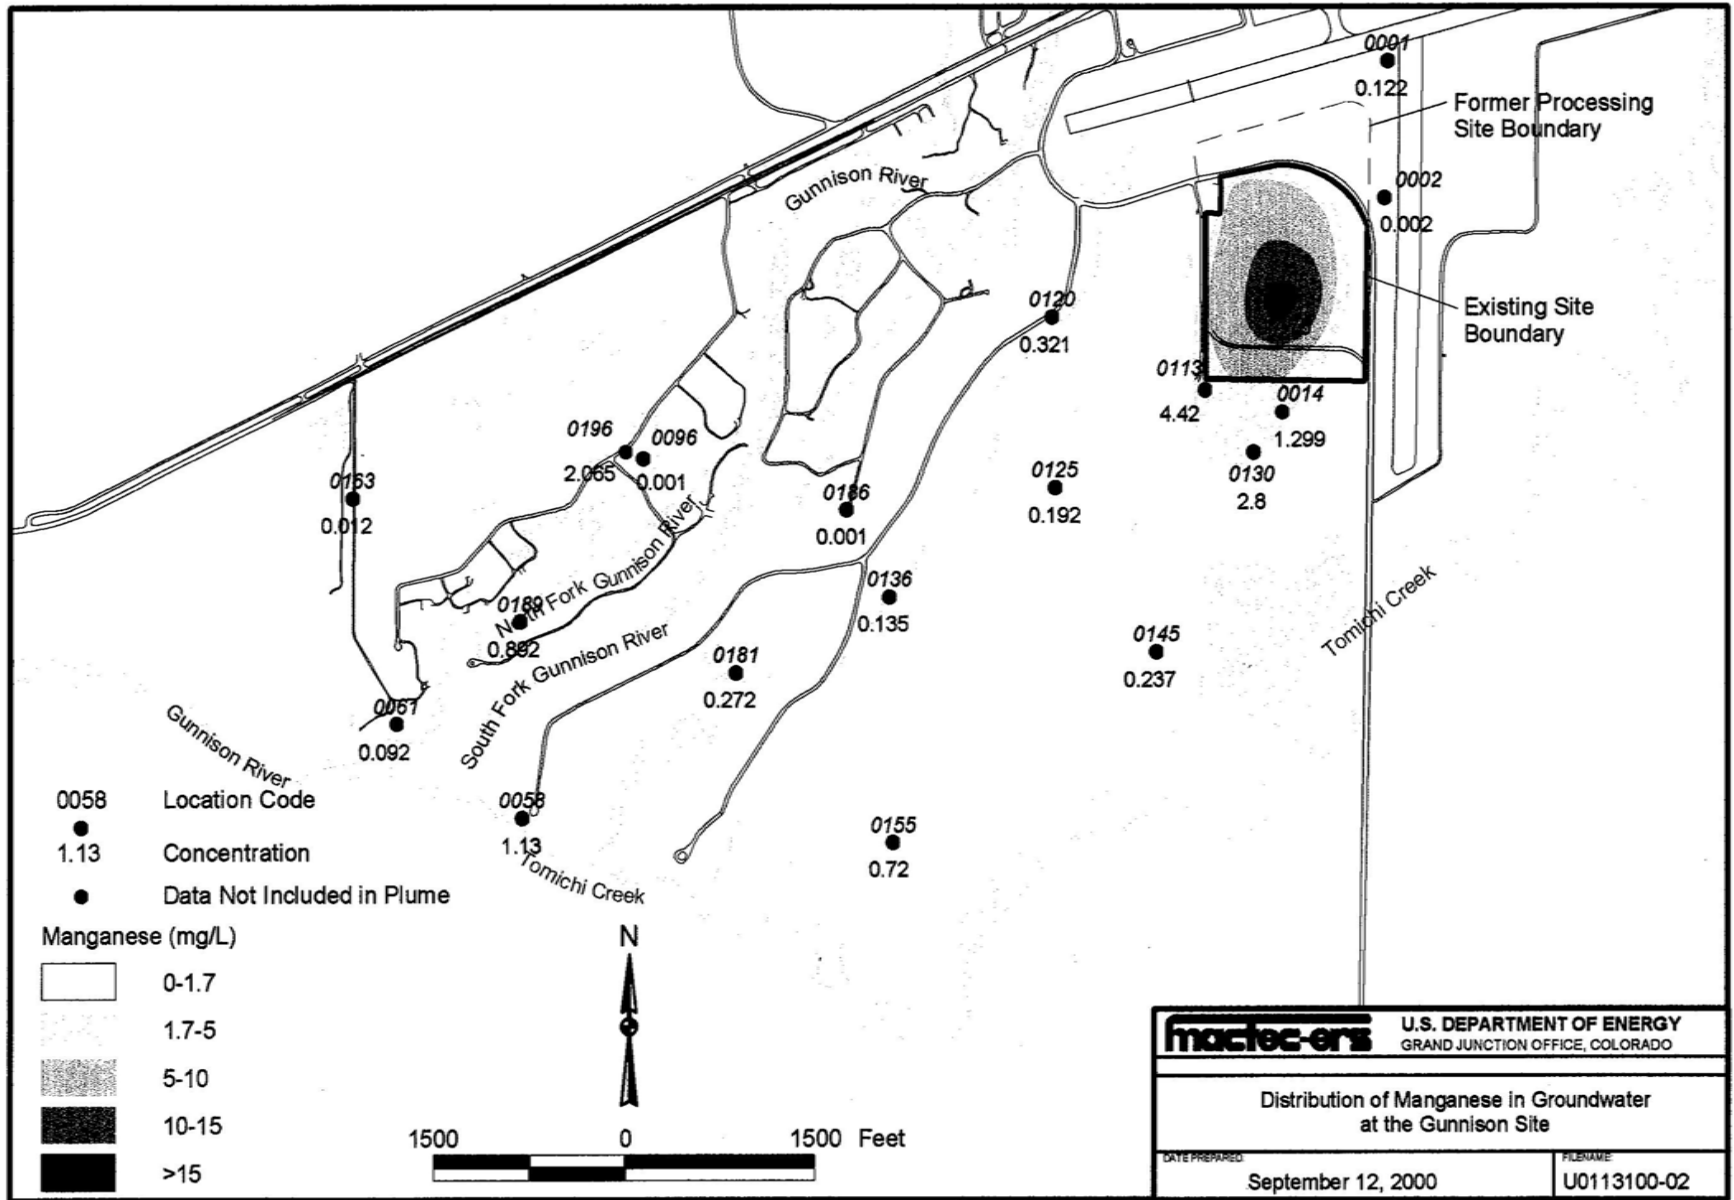 0001
0.122
Former Processing
Site Boundary
Gunnison River
0002
0.002
0120
0.321
Existing Site
Boundary
0113
4.42
0014
1.299
0196
2.065
0096
0.001
0130
2.8
0163
0.012
0186
0.001
0125
0.192
North Fork Gunnison River
0136
0.135
0189
0.892
South Fork Gunnison River
0181
0.272
0145
0.237
Tomichi Creek
0061
0.092
Gunnison River
0058
1.13
Tomichi Creek
0155
0.72
0058 Location Code
1.13 Concentration
Data Not Included in Plume
Manganese (mg/L)
0-1.7
1.7-5
5-10
10-15
>15
N
1500 0 1500 Feet
mactec-ers
U.S. DEPARTMENT OF ENERGY
GRAND JUNCTION OFFICE, COLORADO
Distribution of Manganese in Groundwater
at the Gunnison Site
DATE PREPARED:
September 12, 2000
FILENAME:
U0113100-02